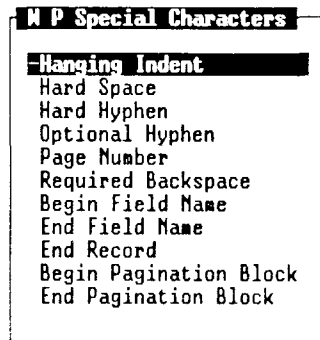 W P Special Characters
-Hanging Indent
Hard Space
Hard Hyphen
Optional Hyphen
Page Number
Required Backspace
Begin Field Name
End Field Name
End Record
Begin Pagination Block
End Pagination Block